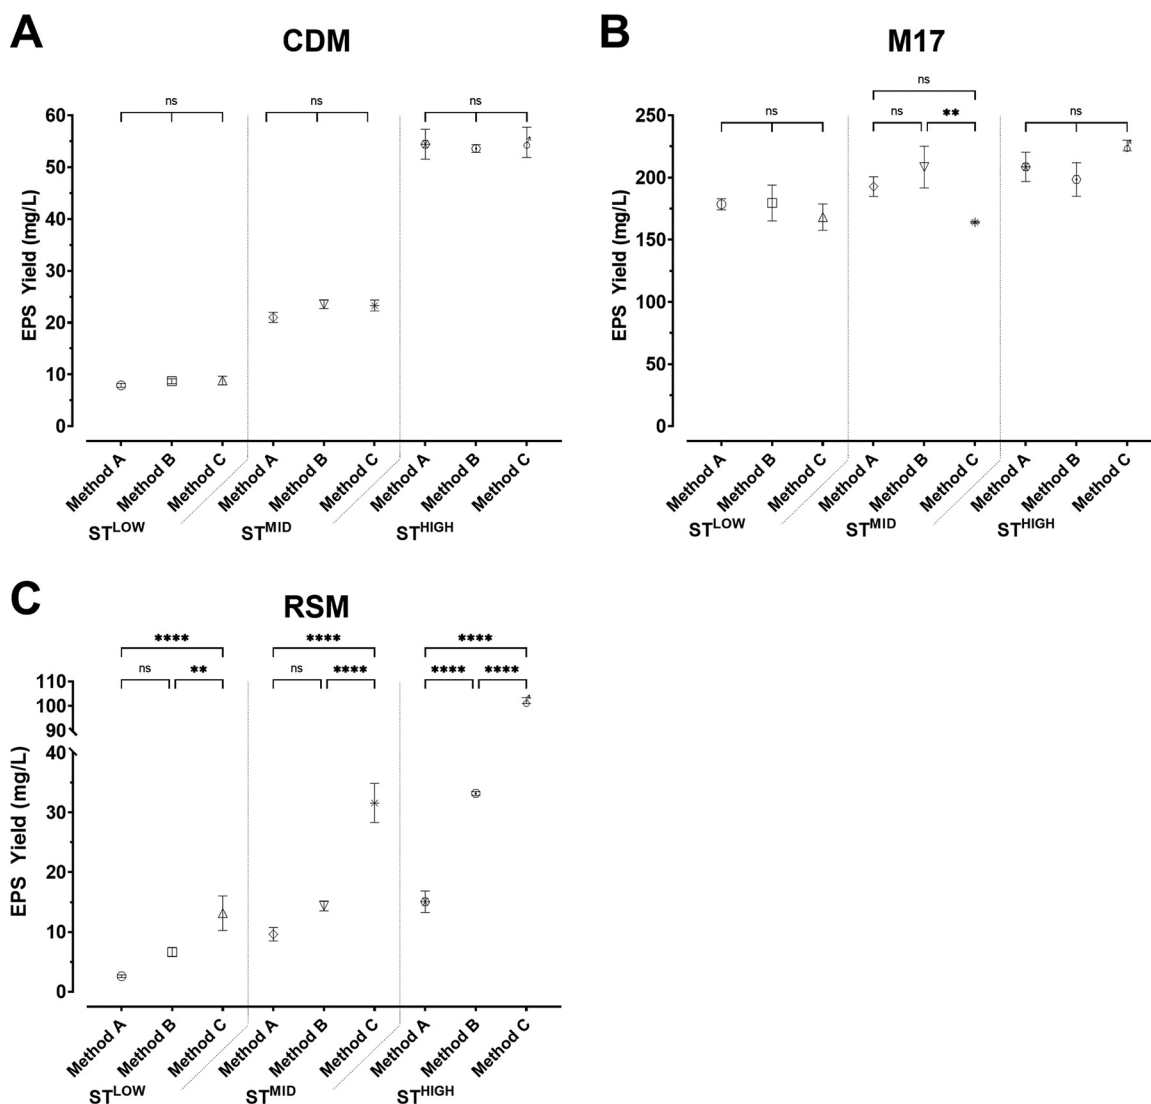 A
CDM
EPS Yield (mg/L)
ns ns ns
60
50
40
30
20
10
0
Method A Method B Method C Method A Method B Method C Method A Method B Method C
ST^LOW ST^MID ST^HIGH
B
M17
EPS Yield (mg/L)
ns
ns ns ** ns
250
200
150
100
50
0
Method A Method B Method C Method A Method B Method C Method A Method B Method C
ST^LOW ST^MID ST^HIGH
C
RSM
EPS Yield (mg/L)
**** **** ****
ns ** ns **** **** ****
110
100
90
40
30
20
10
0
Method A Method B Method C Method A Method B Method C Method A Method B Method C
ST^LOW ST^MID ST^HIGH